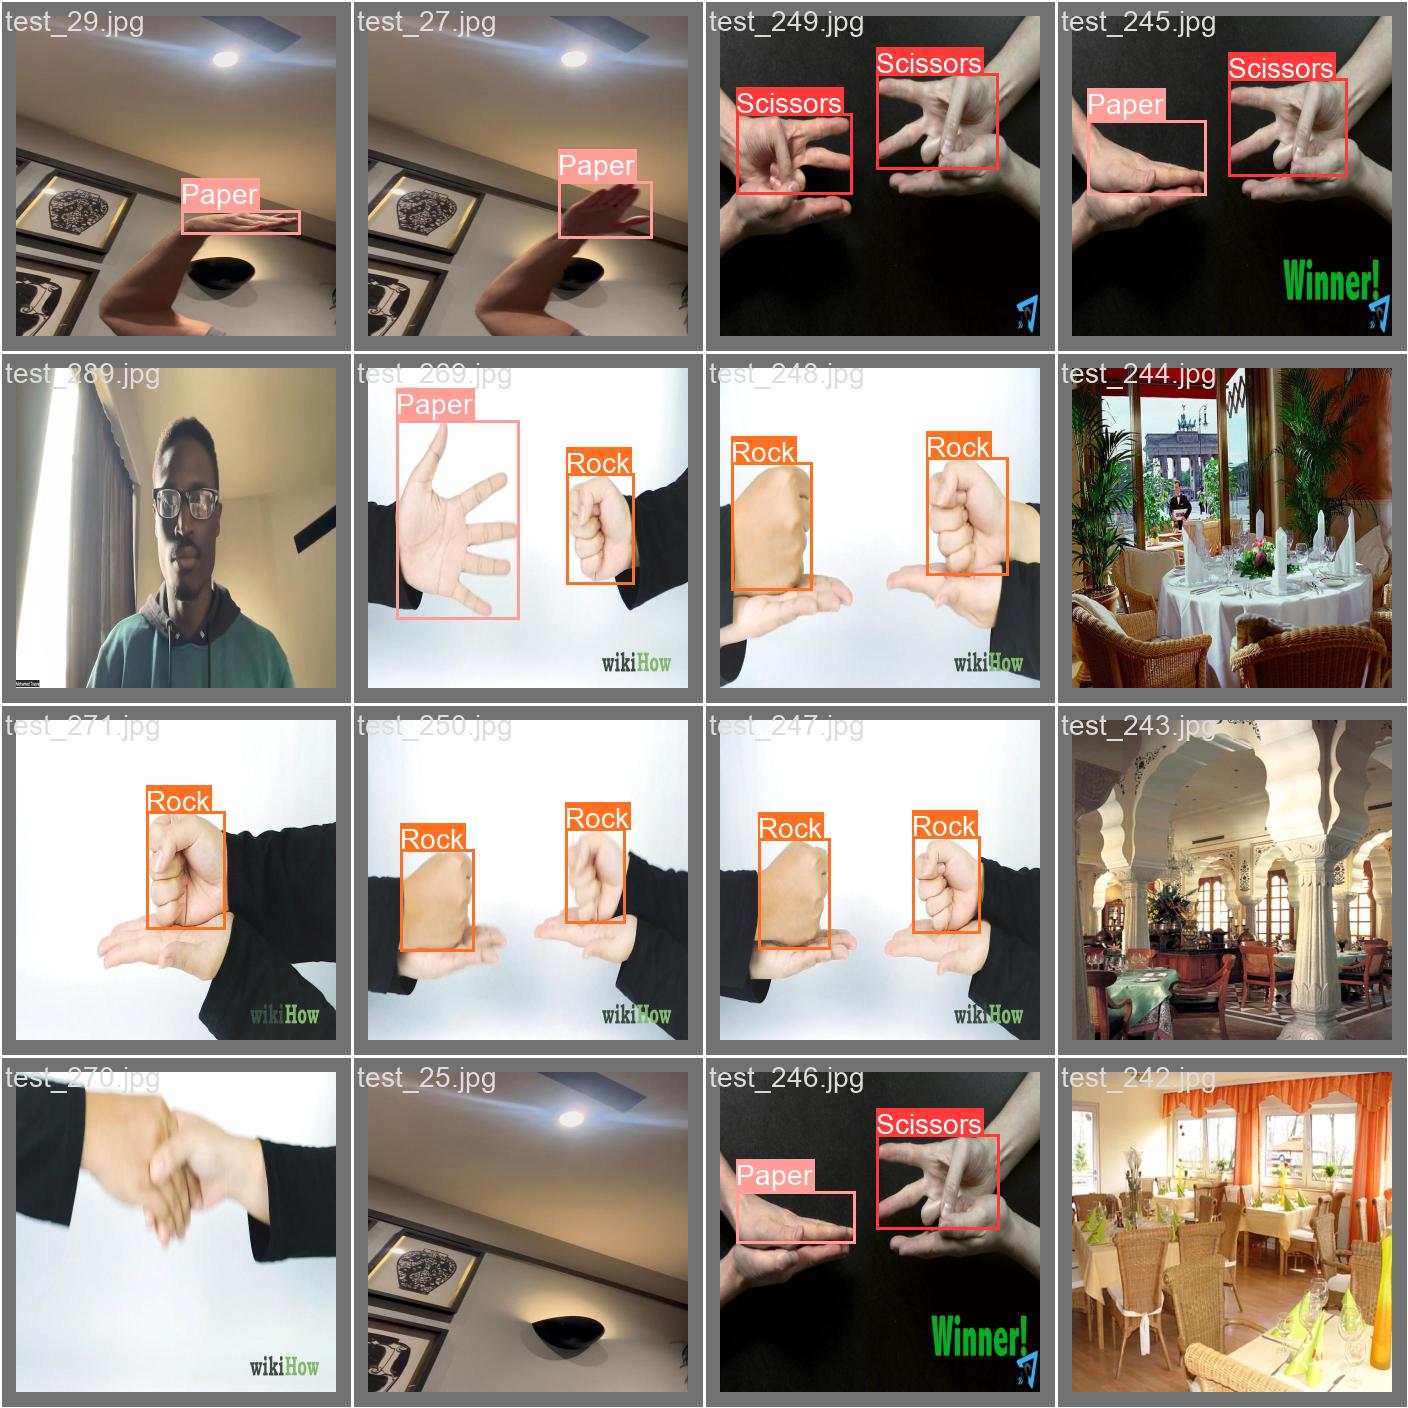 test_29.jpg
Paper
test_27.jpg
Paper
test_249.jpg
Scissors
Scissors
test_245.jpg
Paper
Scissors
Winner!
test_289.jpg
test_269.jpg
Paper
Rock
wikiHow
test_248.jpg
Rock
Rock
wikiHow
test_244.jpg
test_271.jpg
Rock
wikiHow
test_250.jpg
Rock
Rock
wikiHow
test_247.jpg
Rock
Rock
wikiHow
test_243.jpg
test_270.jpg
wikiHow
test_25.jpg
test_246.jpg
Paper
Scissors
Winner!
test_242.jpg